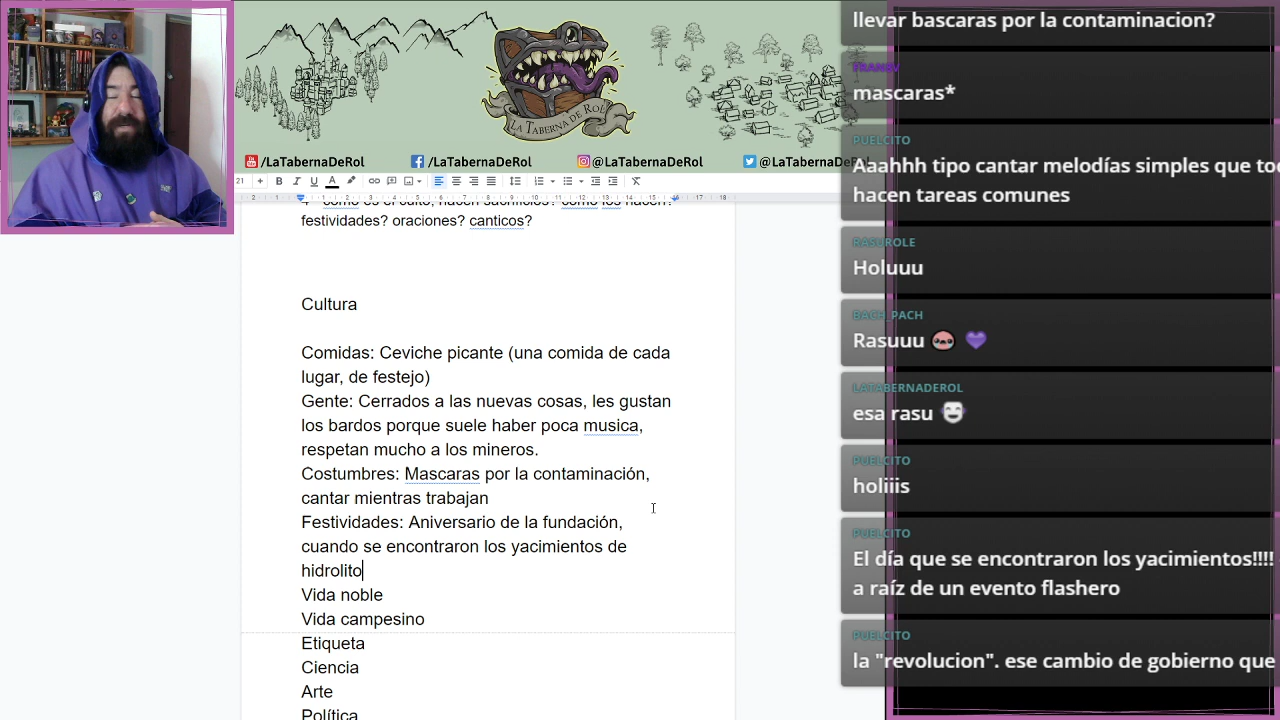 LA TABERNA DE ROL
/LaTabernaDeRol
/LaTabernaDeRol
@LaTabernaDeRol
@LaTabernaDeRol
21
festividades? oraciones? canticos?
Cultura
Comidas: Ceviche picante (una comida de cada
lugar, de festejo)
Gente: Cerrados a las nuevas cosas, les gustan
los bardos porque suele haber poca musica,
respetan mucho a los mineros.
Costumbres: Mascaras por la contaminación,
cantar mientras trabajan
Festividades: Aniversario de la fundación,
cuando se encontraron los yacimientos de
hidrolito
Vida noble
Vida campesino
Etiqueta
Ciencia
Arte
Política
llevar bascaras por la contaminacion?
mascaras*
PUELCITO
Aaahhh tipo cantar melodías simples que
hacen tareas comunes
RASUROLE
Holuuu
BACH_PACH
Rasuuu
LATABERNADEROL
esa rasu
PUELCITO
holiiis
PUELCITO
El día que se encontraron los yacimientos!!!!
a raíz de un evento flashero
PUELCITO
la "revolucion". ese cambio de gobierno que